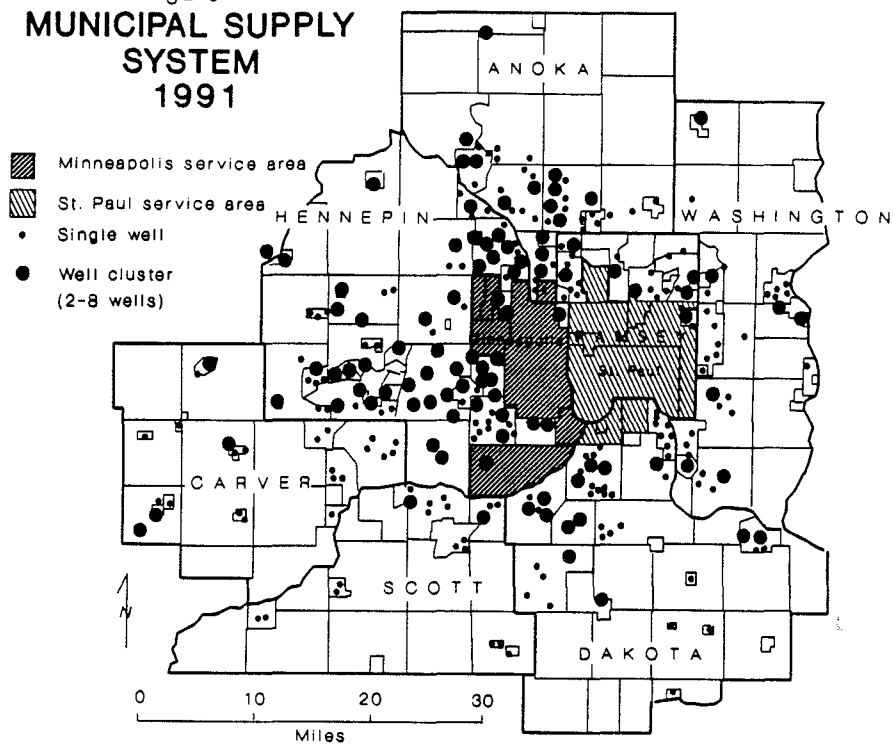 MUNICIPAL SUPPLY
SYSTEM
1991
Minneapolis service area
St. Paul service area
Single well
Well cluster
(2-8 wells)
ANOKA
HENNEPIN
WASHINGTON
Minneapolis
RAMSEY
St. Paul
CARVER
SCOTT
DAKOTA
N
0 10 20 30
Miles